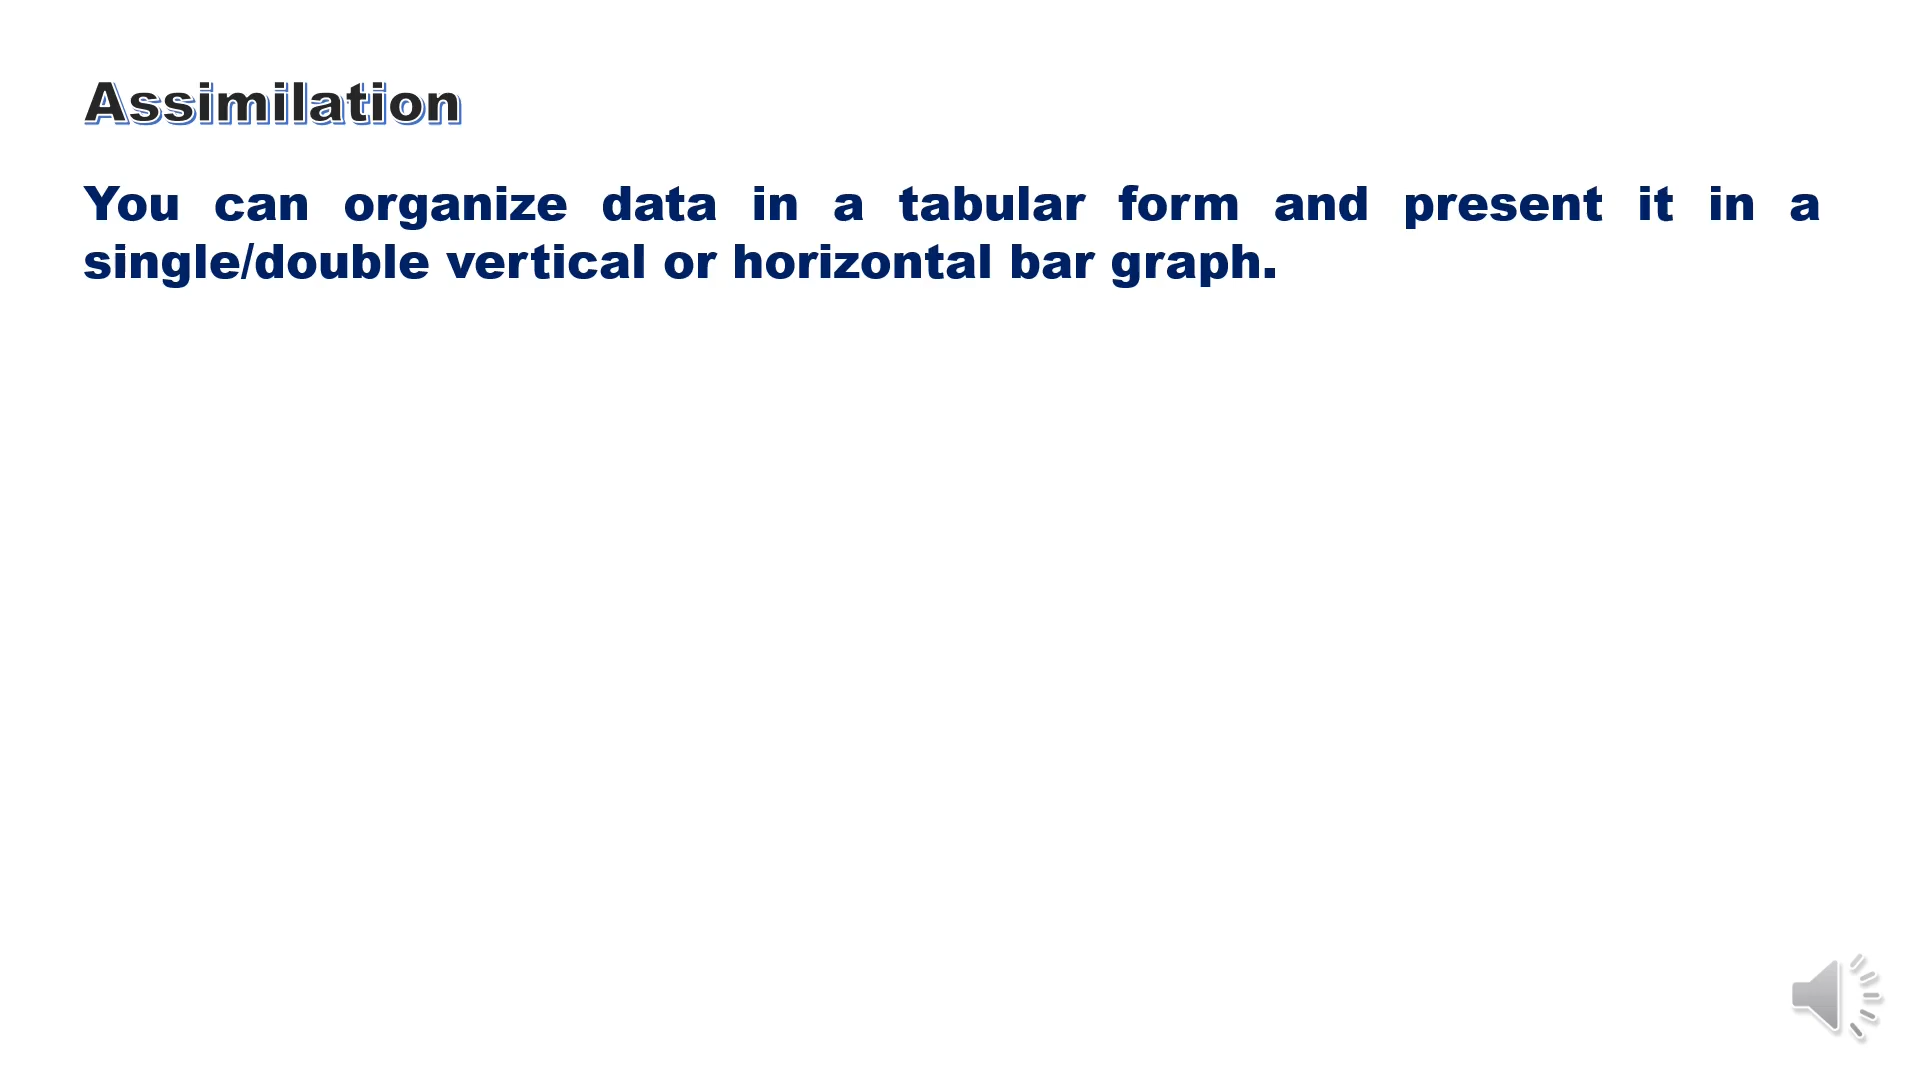 Assimilation
You can organize data in a tabular form and present it in a
single/double vertical or horizontal bar graph.